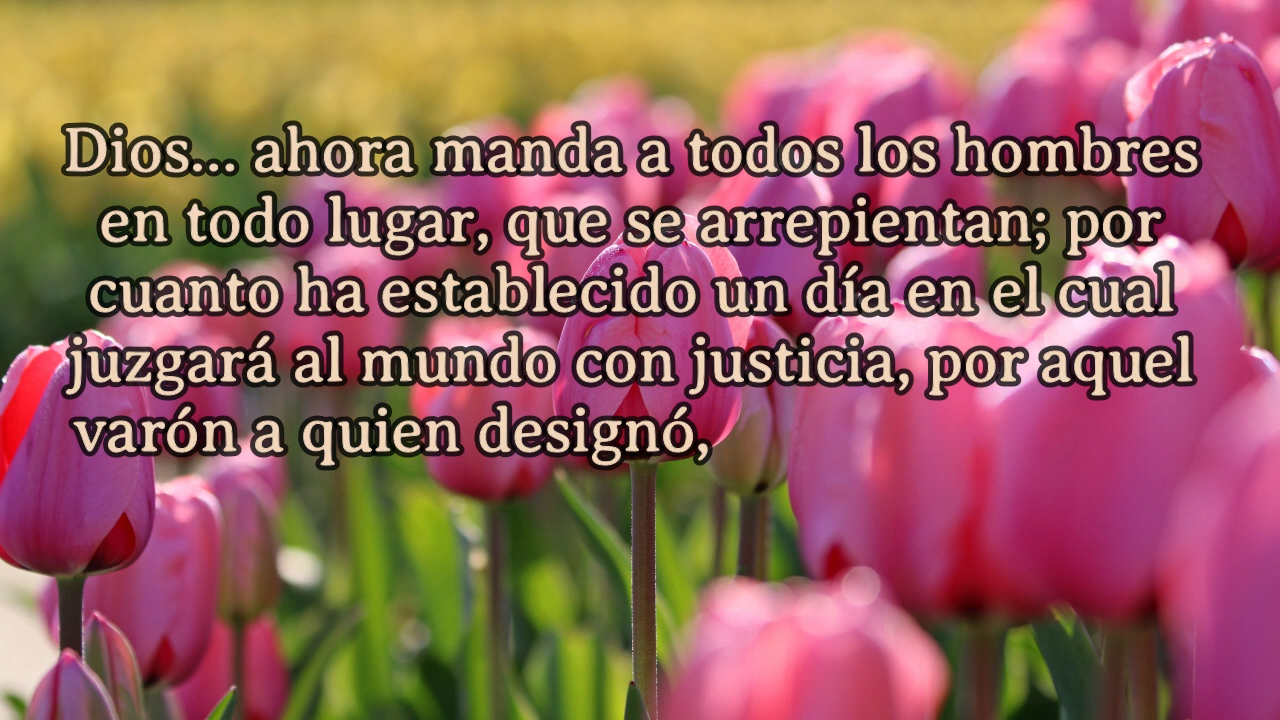 Dios... ahora manda a todos los hombres
en todo lugar, que se arrepientan; por
cuanto ha establecido un día en el cual
juzgará al mundo con justicia, por aquel
varón a quien designó,